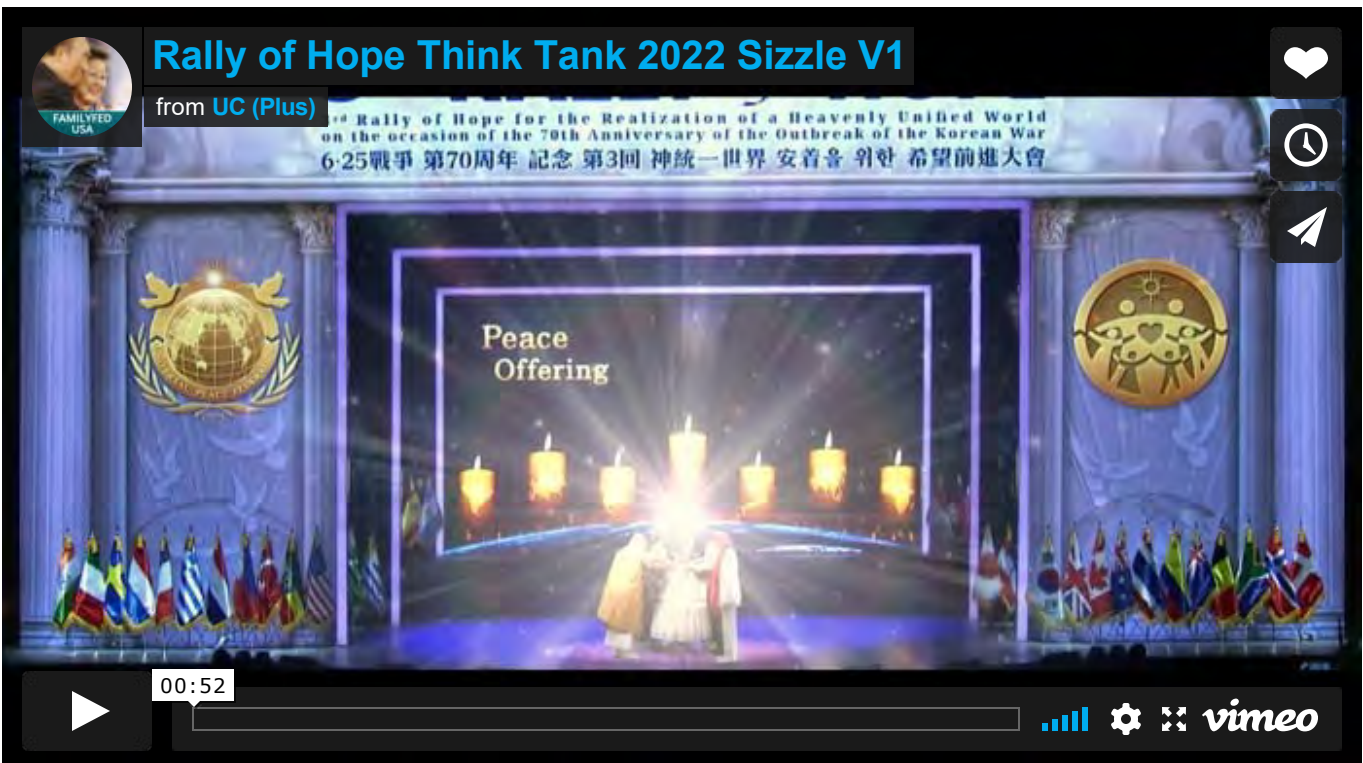 Rally of Hope Think Tank 2022 Sizzle V1
from UC (Plus)
FAMILYFED
USA
Rally of Hope for the Realization of a Heavenly Unified World
on the occasion of the 70th Anniversary of the Outbreak of the Korean War
6·25戰爭 第70周年 記念 第3回 神統一世界 安着을 위한 希望前進大會
Peace
Offering
00:52
vimeo